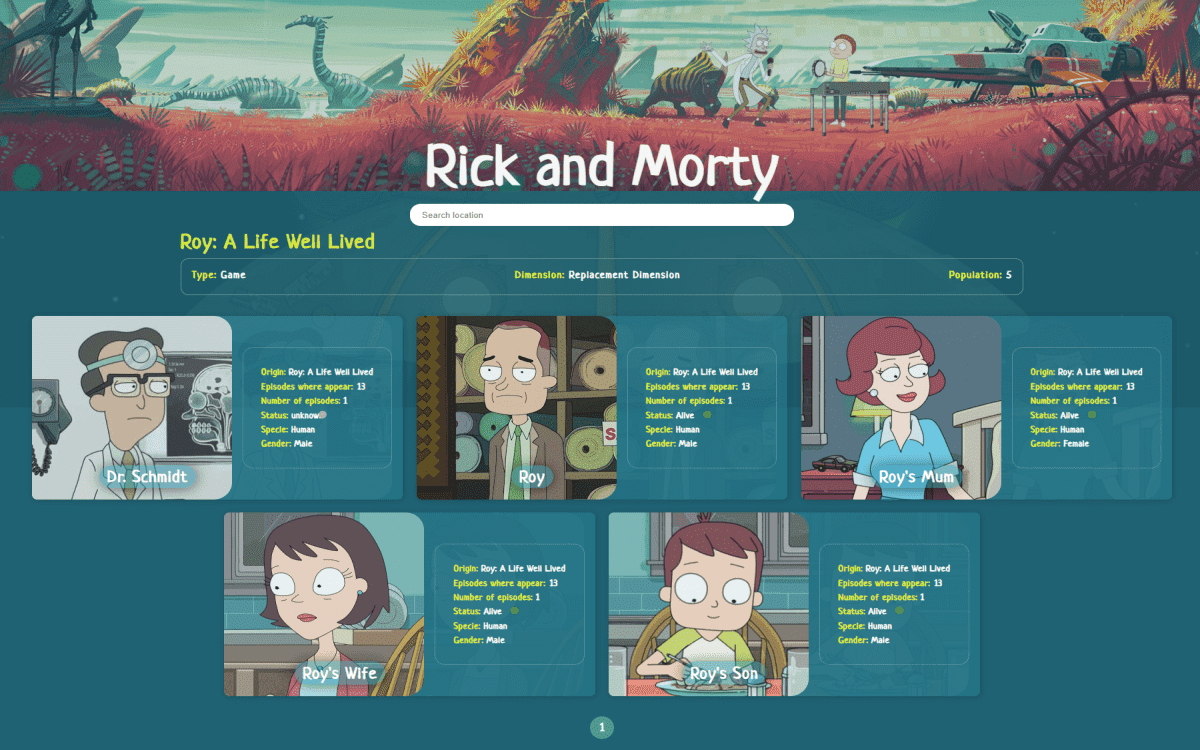 Rick and Morty
Search location
Roy: A Life Well Lived
Type: Game
Dimension: Replacement Dimension
Population: 5
Origin: Roy: A Life Well Lived
Episodes where appear: 13
Number of episodes: 1
Status: unknow
Specie: Human
Gender: Male
Dr. Schmidt
Origin: Roy: A Life Well Lived
Episodes where appear: 13
Number of episodes: 1
Status: Alive
Specie: Human
Gender: Male
S
Roy
Origin: Roy: A Life Well Lived
Episodes where appear: 13
Number of episodes: 1
Status: Alive
Specie: Human
Gender: Female
Roy's Mum
Origin: Roy: A Life Well Lived
Episodes where appear: 13
Number of episodes: 1
Status: Alive
Specie: Human
Gender: Male
Roy's Wife
Origin: Roy: A Life Well Lived
Episodes where appear: 13
Number of episodes: 1
Status: Alive
Specie: Human
Gender: Male
Roy's Son
1